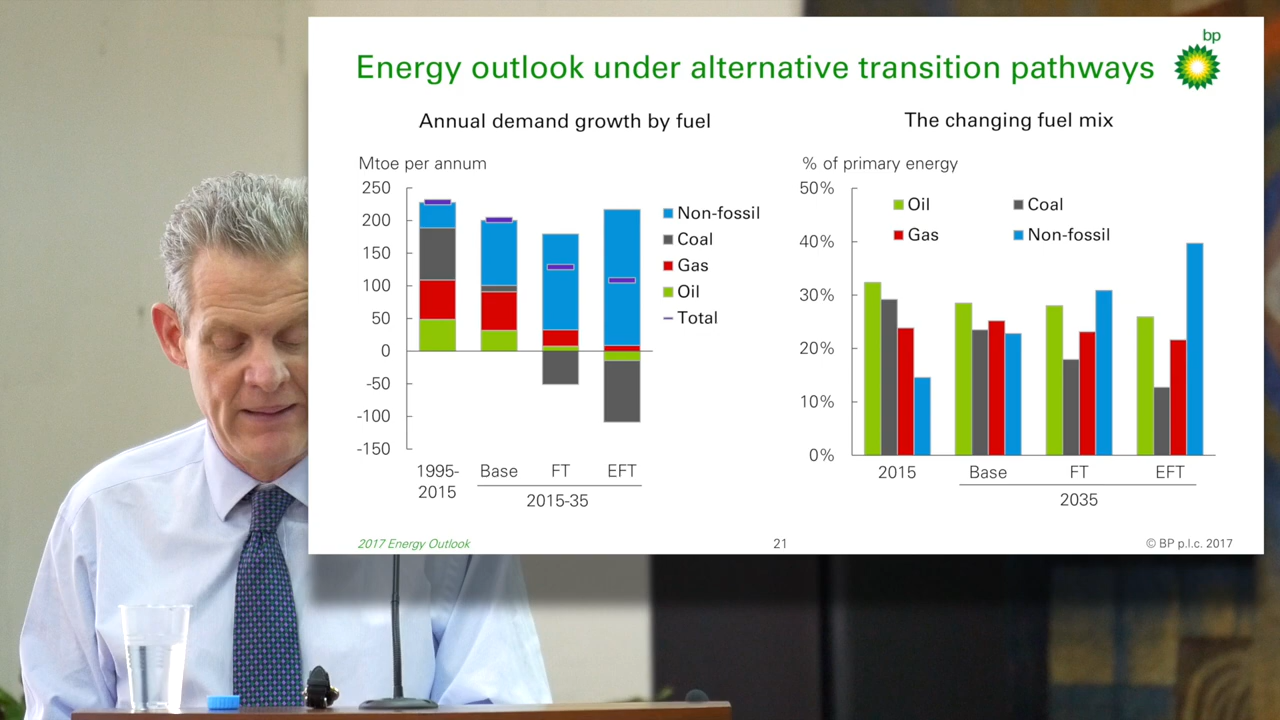 bp
Energy outlook under alternative transition pathways
Annual demand growth by fuel
Mtoe per annum
250
200
150
100
50
0
-50
-100
-150
Non-fossil
Coal
Gas
Oil
Total
1995-
2015
Base
FT
EFT
2015-35
The changing fuel mix
% of primary energy
50%
40%
30%
20%
10%
0%
Oil
Coal
Gas
Non-fossil
2015
Base
FT
EFT
2035
2017 Energy Outlook
21
© BP p.l.c. 2017